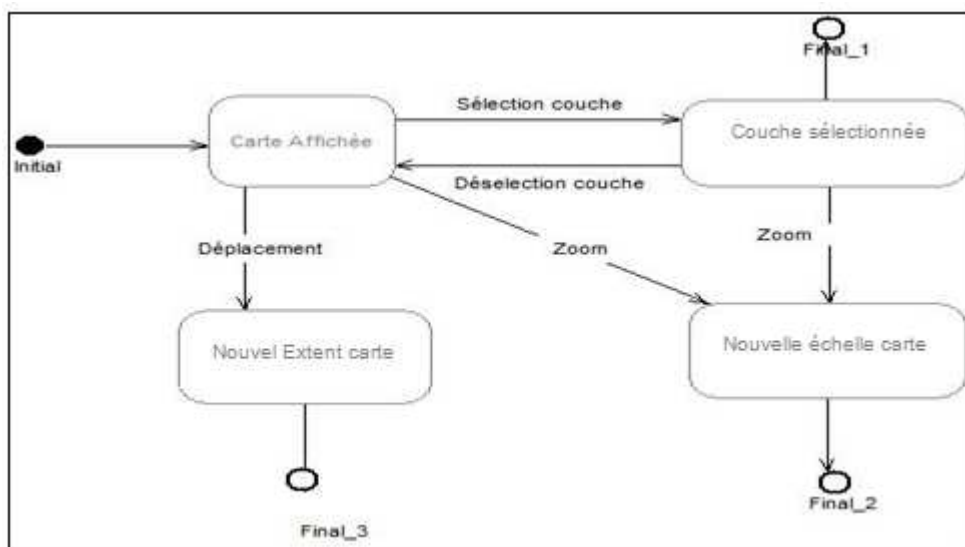 Final_1
Sélection couche
Couche sélectionnée
Carte Affichée
Initial
Déselection couche
Déplacement
Zoom
Zoom
Nouvel Extent carte
Nouvelle échelle carte
Final_2
Final_3